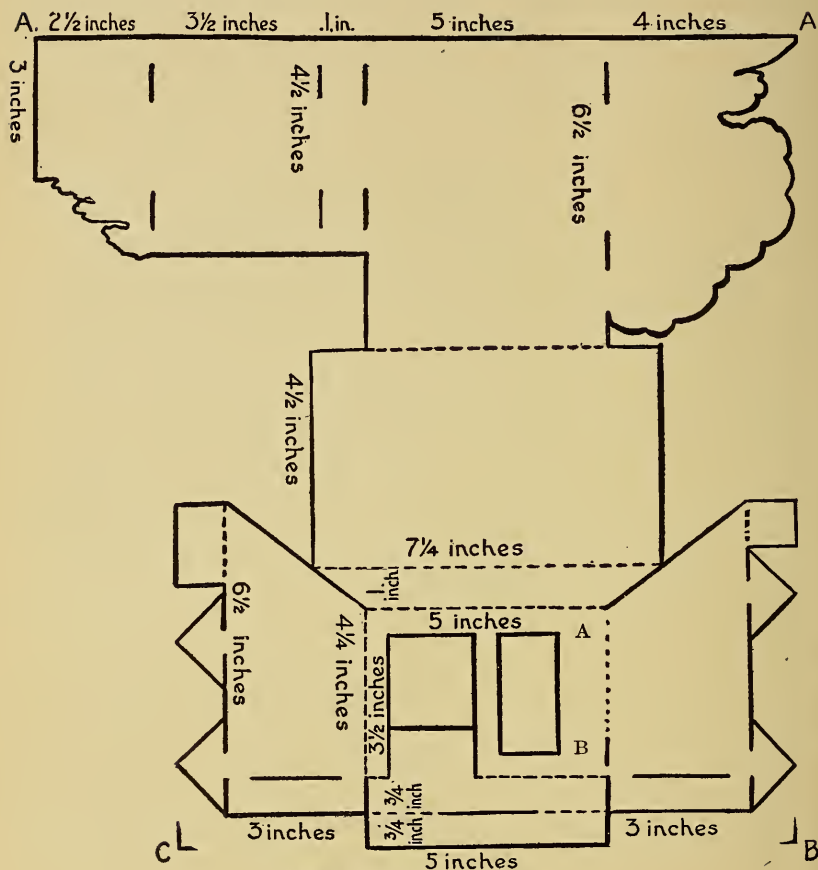 A. 2½ inches 3½ inches .1.in. 5 inches 4 inches A
3 inches
4½ inches
6½ inches
4½ inches
7¼ inches
1 inch
5 inches A
6½ inches
4¼ inches
3½ inches
B
¾ ¾ inch
3 inches
¾ inch
3 inches
C
5 inches
B